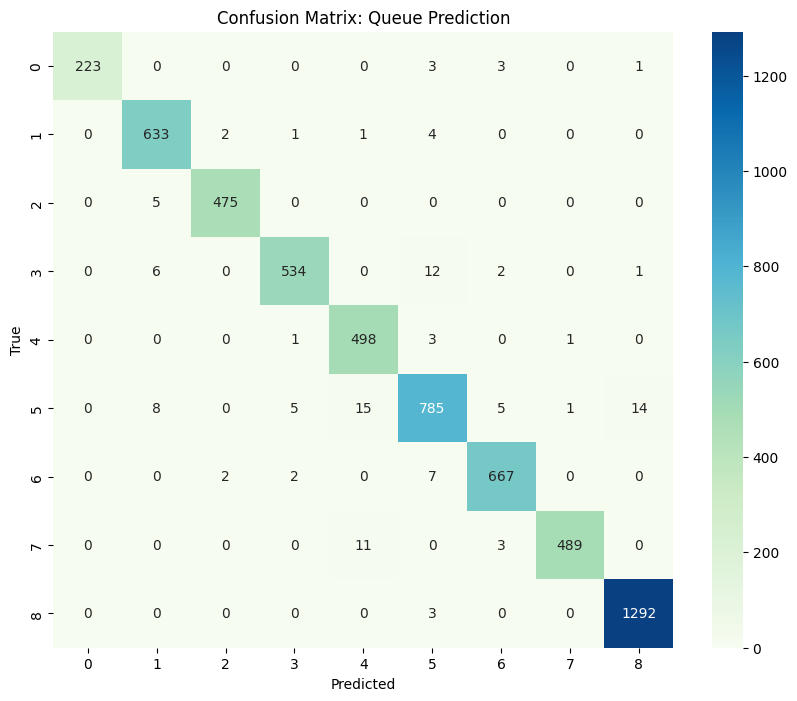 Confusion Matrix: Queue Prediction
0 223 0 0 0 0 3 3 0 1
1 0 633 2 1 1 4 0 0 0
2 0 5 475 0 0 0 0 0 0
3 0 6 0 534 0 12 2 0 1
4 0 0 0 1 498 3 0 1 0
5 0 8 0 5 15 785 5 1 14
6 0 0 2 2 0 7 667 0 0
7 0 0 0 0 11 0 3 489 0
8 0 0 0 0 0 3 0 0 1292
0 1 2 3 4 5 6 7 8
Predicted
True
1200
1000
800
600
400
200
0